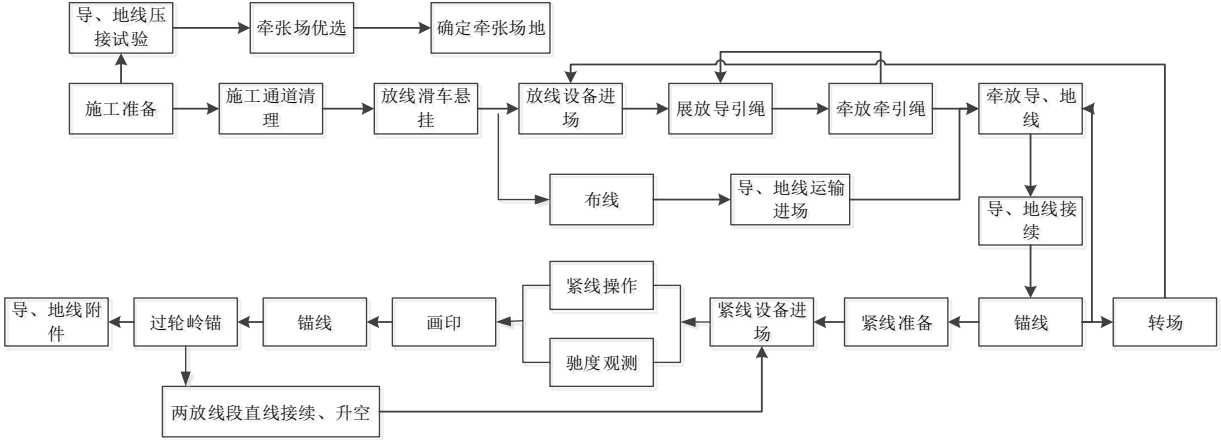 导、地线压
接试验
牵张场优选
确定牵张场地
施工准备
施工通道清
理
放线滑车悬
挂
放线设备进
场
展放导引绳
牵放牵引绳
牵放导、地
线
布线
导、地线运输
进场
导、地线接
续
导、地线附
件
过轮岭锚
锚线
画印
紧线操作
驰度观测
紧线设备进
场
紧线准备
锚线
转场
两放线段直线接续、升空